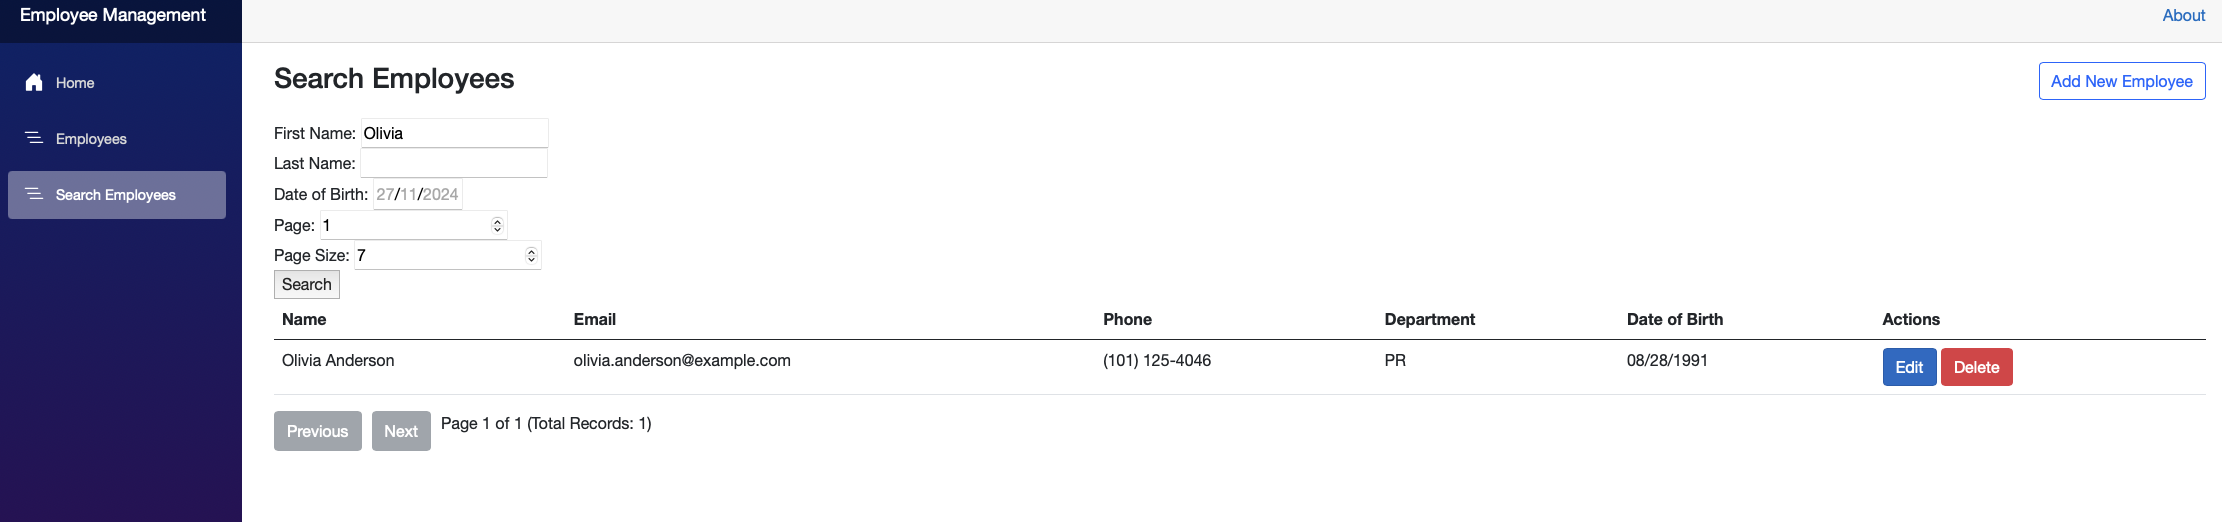 Employee Management
About
Home
Employees
Search Employees
Search Employees
Add New Employee
First Name: Olivia
Last Name:
Date of Birth: 27/11/2024
Page: 1
Page Size: 7
Search
Name Email Phone Department Date of Birth Actions
Olivia Anderson olivia.anderson@example.com (101) 125-4046 PR 08/28/1991 Edit Delete
Previous Next Page 1 of 1 (Total Records: 1)